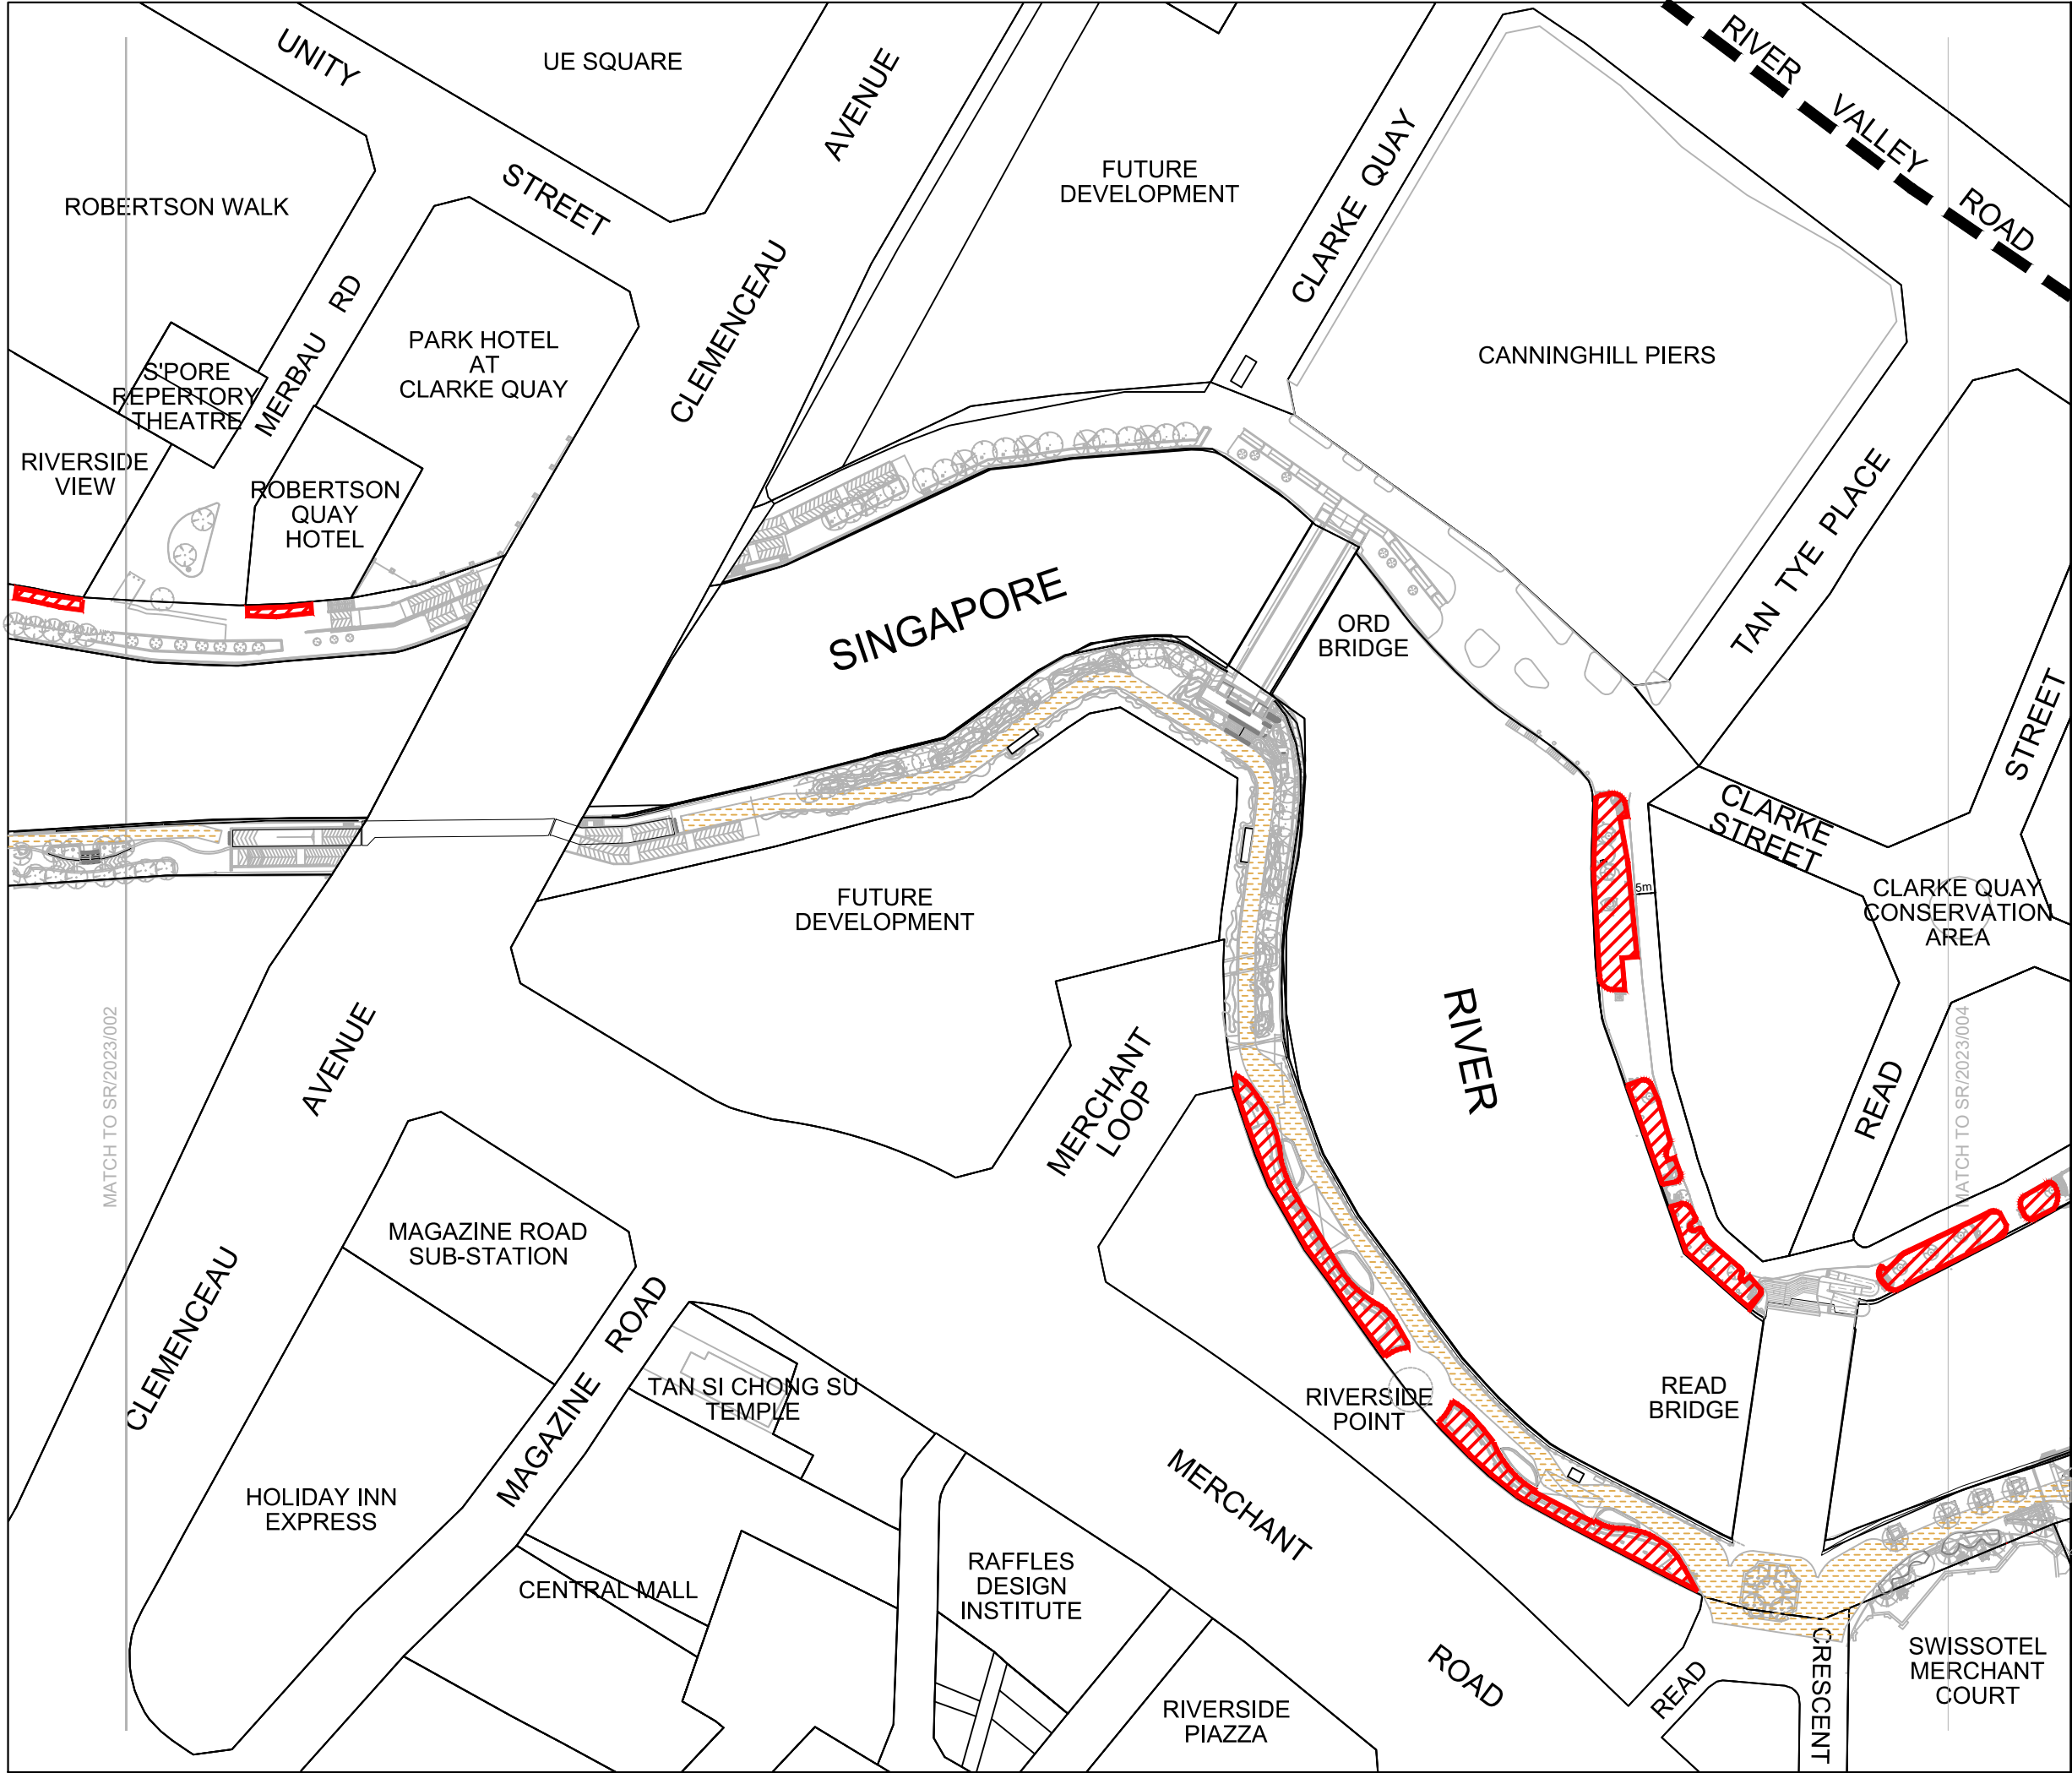 UNITY
STREET
UE SQUARE
AVENUE
CLEMENCEAU
FUTURE
DEVELOPMENT
CLARKE QUAY
RIVER VALLEY ROAD
ROBERTSON WALK
MERBAU RD
PARK HOTEL
AT
CLARKE QUAY
S'PORE
REPERTORY
THEATRE
RIVERSIDE
VIEW
ROBERTSON
QUAY
HOTEL
CANNINGHILL PIERS
TAN TYE PLACE
SINGAPORE
RIVER
ORD
BRIDGE
STREET
CLARKE
STREET
5m
CLARKE QUAY
CONSERVATION
AREA
READ
FUTURE
DEVELOPMENT
MERCHANT
LOOP
MATCH TO SR/2023/002
MATCH TO SR/2023/004
AVENUE
CLEMENCEAU
MAGAZINE ROAD
SUB-STATION
MAGAZINE ROAD
TAN SI CHONG SU
TEMPLE
HOLIDAY INN
EXPRESS
CENTRAL MALL
RAFFLES
DESIGN
INSTITUTE
MERCHANT
ROAD
RIVERSIDE
POINT
READ
BRIDGE
RIVERSIDE
PIAZZA
READ
CRESCENT
SWISSOTEL
MERCHANT
COURT